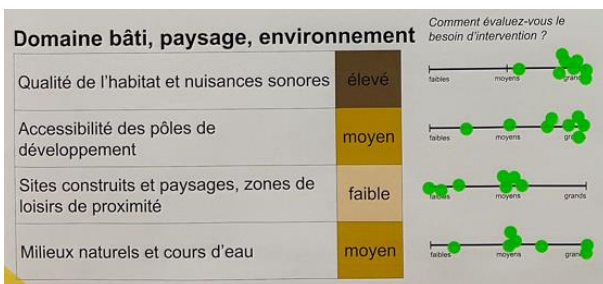 Domaine bâti, paysage, environnement
Comment évaluez-vous le
besoin d'intervention ?
Qualité de l'habitat et nuisances sonores élevé
faibles moyens
Accessibilité des pôles de
développement
moyen
faibles moyens
Sites construits et paysages, zones de
loisirs de proximité
faible
moyens grands
Milieux naturels et cours d'eau moyen
faibles moyens